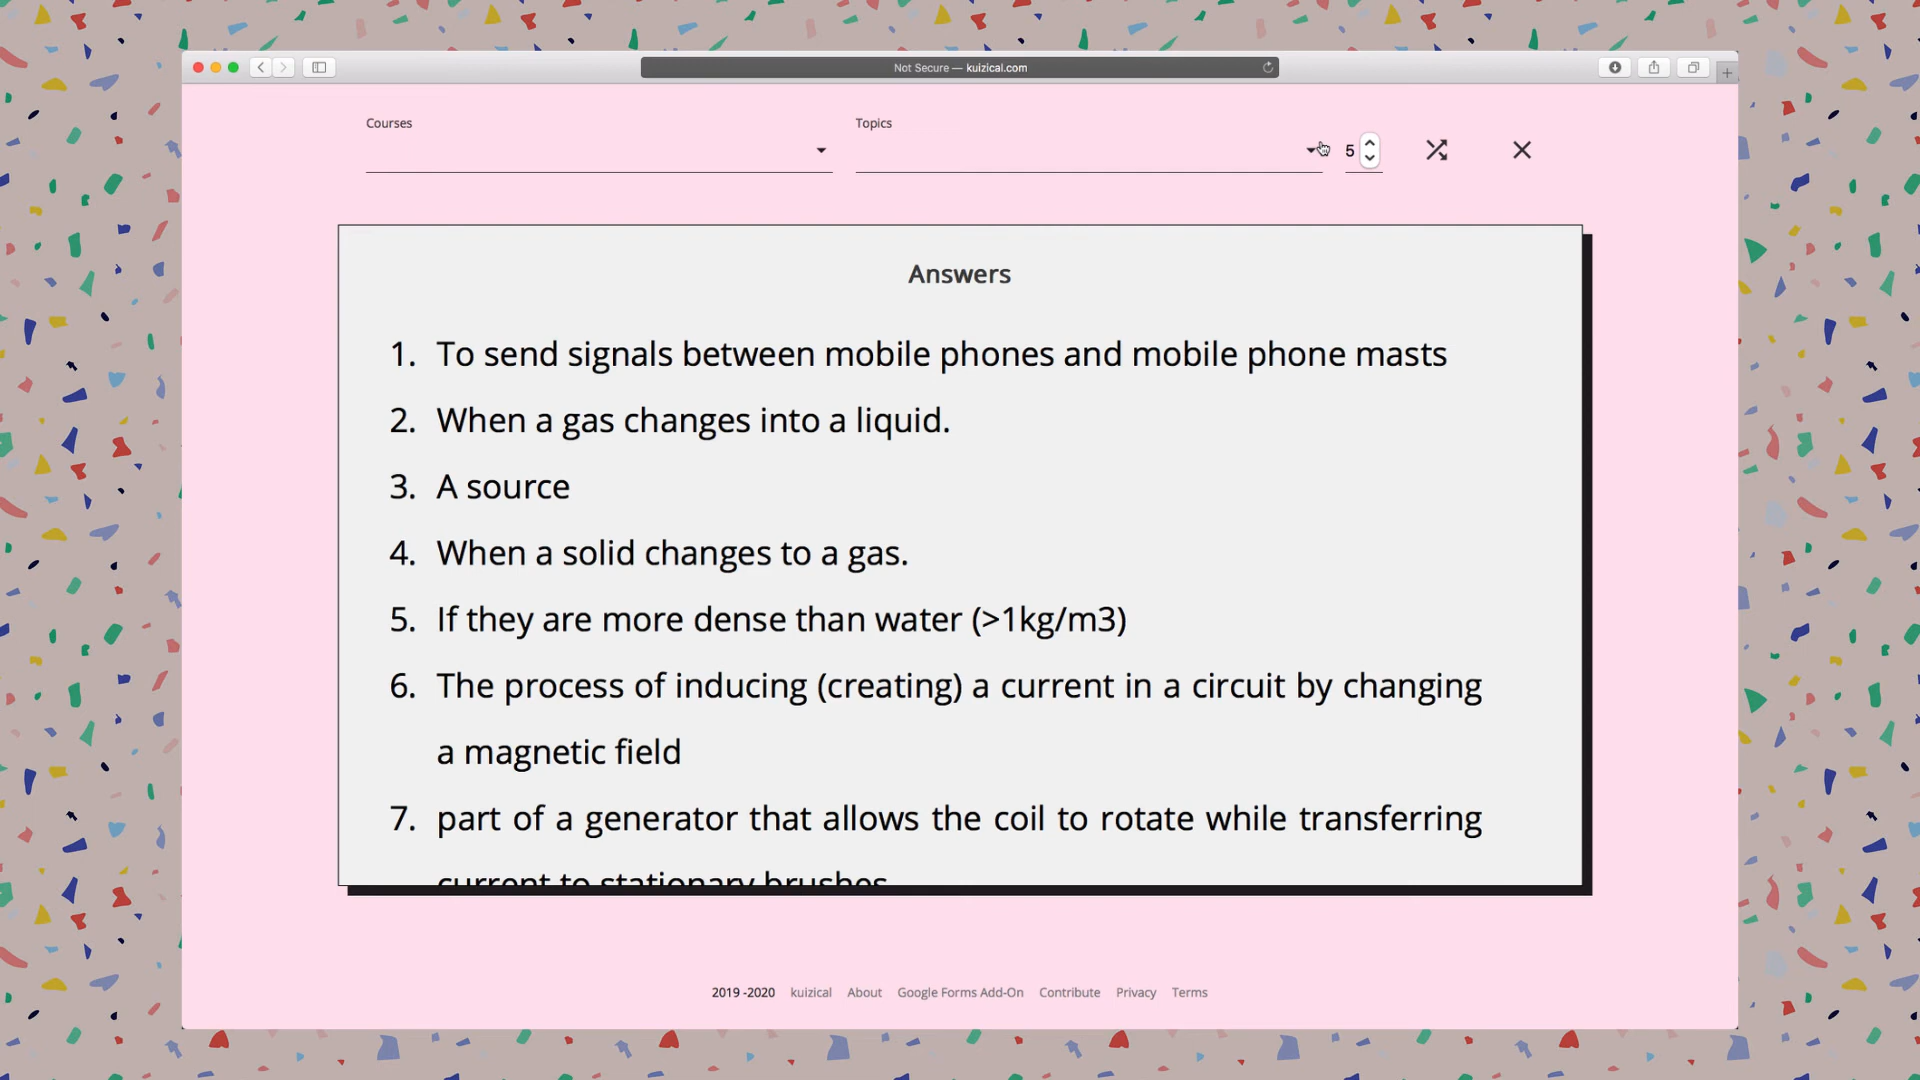 Not Secure — kuizical.com
Courses
Topics
5
Answers
1. To send signals between mobile phones and mobile phone masts
2. When a gas changes into a liquid.
3. A source
4. When a solid changes to a gas.
5. If they are more dense than water (>1kg/m3)
6. The process of inducing (creating) a current in a circuit by changing
a magnetic field
7. part of a generator that allows the coil to rotate while transferring
current to stationary brushes
2019 -2020 kuizical About Google Forms Add-On Contribute Privacy Terms